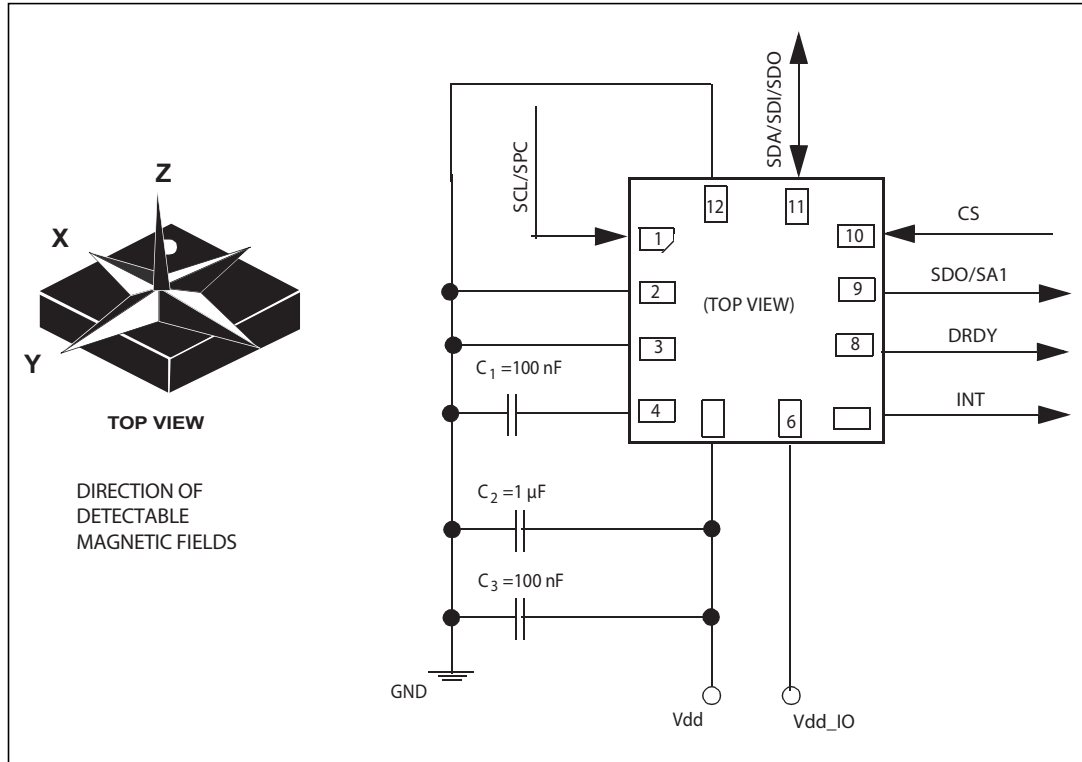 Z
X
Y
TOP VIEW
DIRECTION OF
DETECTABLE
MAGNETIC FIELDS
SCL/SPC
SDA/SDI/SDO
12
11
1
10
CS
2
9
SDO/SA1
(TOP VIEW)
3
8
DRDY
C1 =100 nF
4
6
INT
C2 =1 µF
C3 =100 nF
GND
Vdd
Vdd_IO